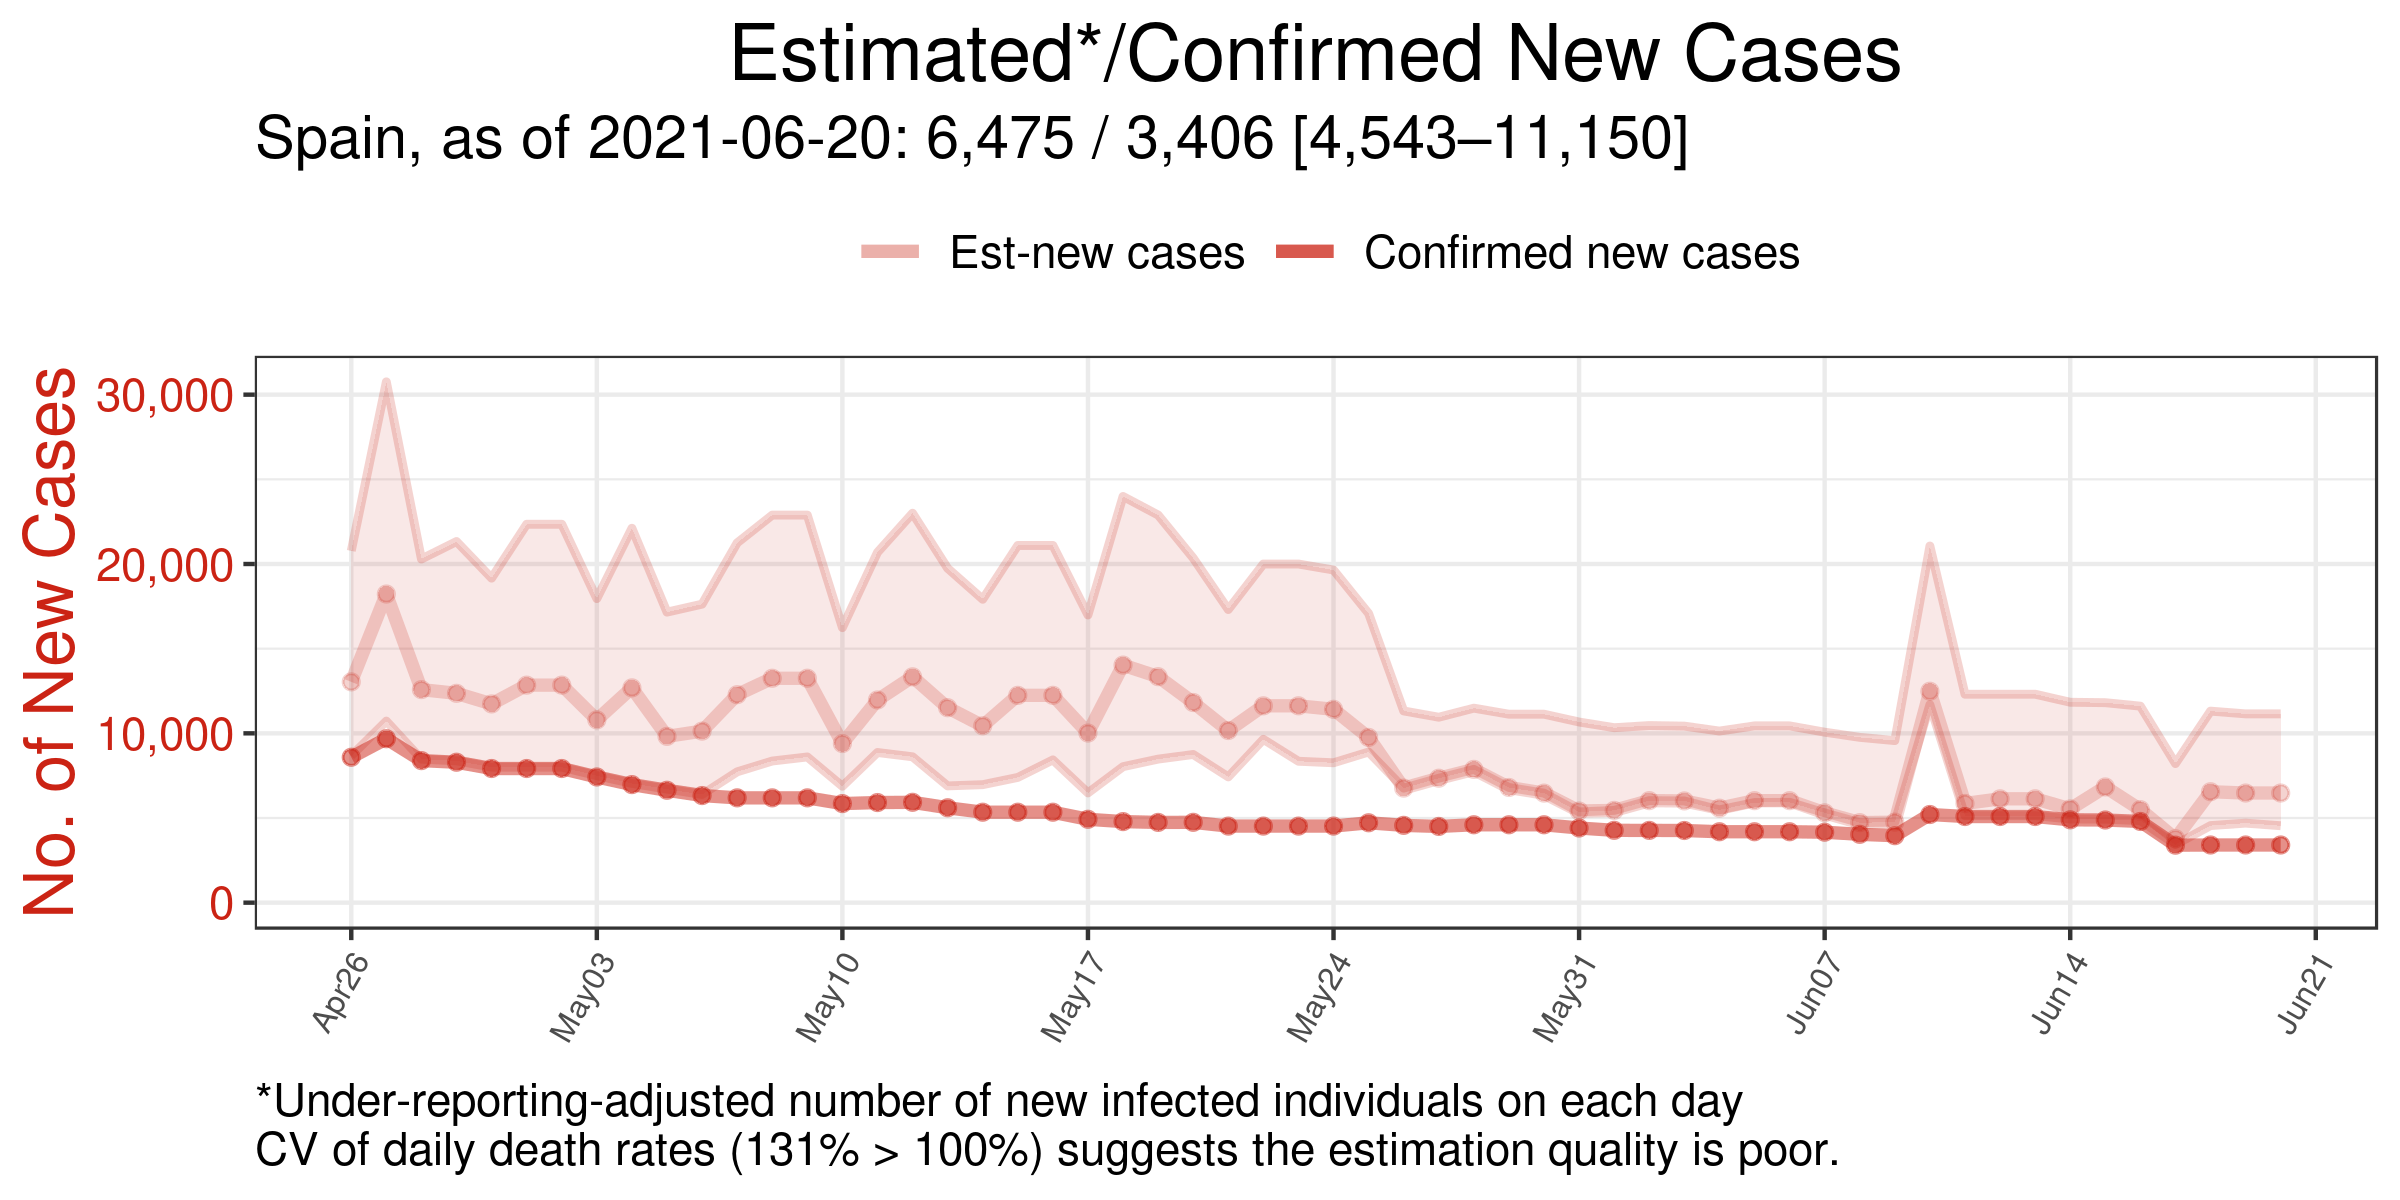 Estimated*/Confirmed New Cases
Spain, as of 2021-06-20: 6,475 / 3,406 [4,543–11,150]
Est-new cases Confirmed new cases
No. of New Cases
30,000
20,000
10,000
0
Apr26 May03 May10 May17 May24 May31 Jun07 Jun14 Jun21
*Under-reporting-adjusted number of new infected individuals on each day
CV of daily death rates (131% > 100%) suggests the estimation quality is poor.